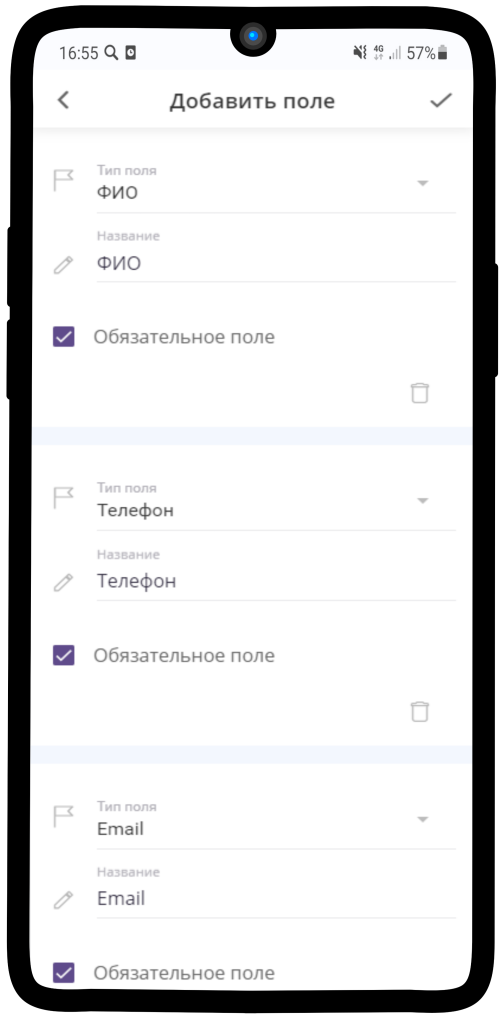 16:55 4G 57%
Добавить поле
Тип поля
ФИО
Название
ФИО
Обязательное поле
Тип поля
Телефон
Название
Телефон
Обязательное поле
Тип поля
Email
Название
Email
Обязательное поле